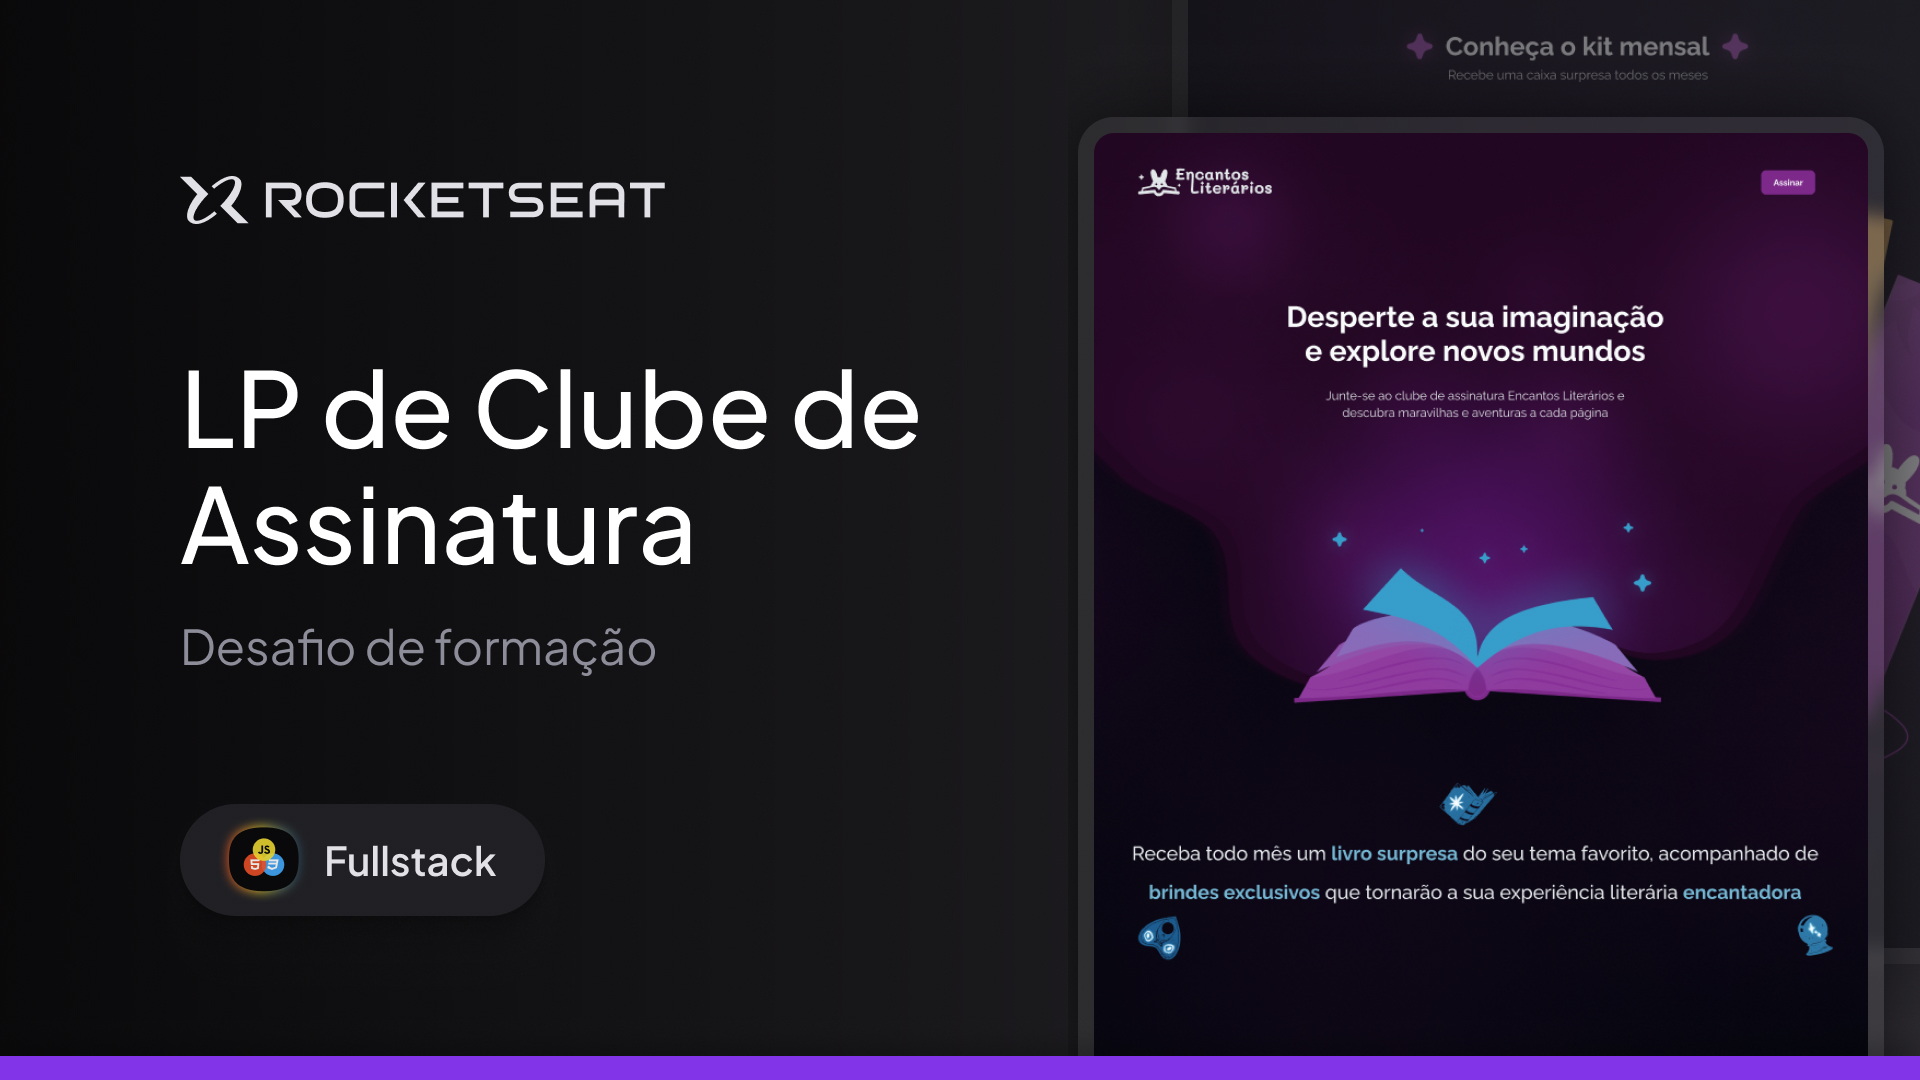 ROCKETSEAT
LP de Clube de
Assinatura
Desafio de formação
JS
5 3
Fullstack
Conheça o kit mensal
Recebe uma caixa surpresa todos os meses
Encantos
Literários
Assinar
Desperte a sua imaginação
e explore novos mundos
Junte-se ao clube de assinatura Encantos Literários e
descubra maravilhas e aventuras a cada página
Receba todo mês um livro surpresa do seu tema favorito, acompanhado de
brindes exclusivos que tornarão a sua experiência literária encantadora